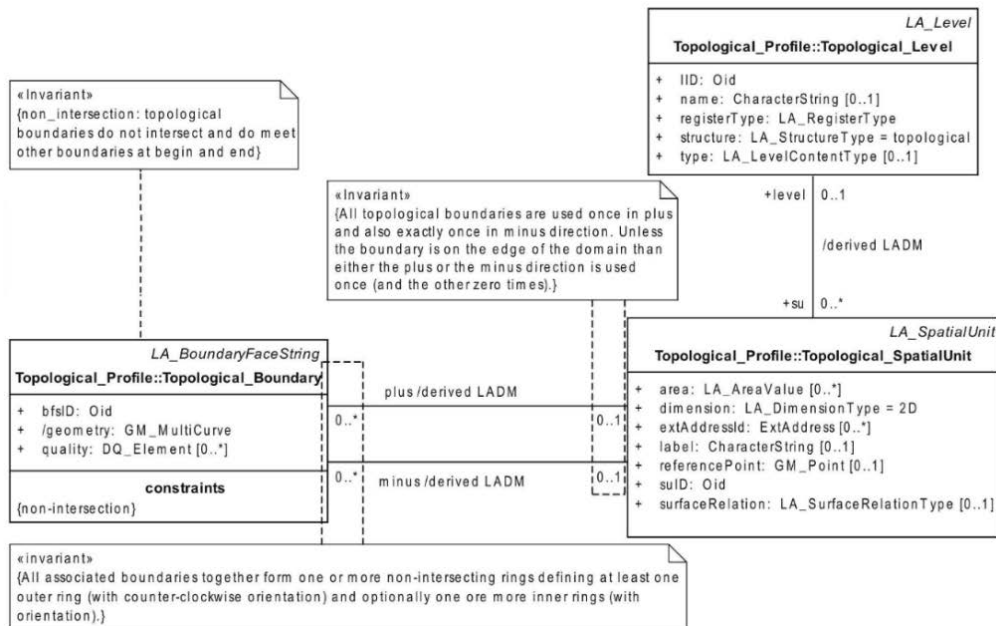 LA_Level
Topological_Profile::Topological_Level
+ lID: Oid
+ name: CharacterString [0..1]
+ registerType: LA_RegisterType
+ structure: LA_StructureType = topological
+ type: LA_LevelContentType [0..1]
«Invariant»
{non_intersection: topological
boundaries do not intersect and do meet
other boundaries at begin and end}
«Invariant»
{All topological boundaries are used once in plus
and also exactly once in minus direction. Unless
the boundary is on the edge of the domain than
either the plus or the minus direction is used
once (and the other zero times).}
+level 0..1
/derived LADM
+su 0..*
LA_BoundaryFaceString
Topological_Profile::Topological_Boundary
+ bfsID: Oid
+ /geometry: GM_MultiCurve
+ quality: DQ_Element [0..*]
constraints
{non-intersection}
plus /derived LADM
0..* 0..1
0..* 0..1
minus /derived LADM
LA_SpatialUnit
Topological_Profile::Topological_SpatialUnit
+ area: LA_AreaValue [0..*]
+ dimension: LA_DimensionType = 2D
+ extAddressId: ExtAddress [0..*]
+ label: CharacterString [0..1]
+ referencePoint: GM_Point [0..1]
+ suID: Oid
+ surfaceRelation: LA_SurfaceRelationType [0..1]
«invariant»
{All associated boundaries together form one or more non-intersecting rings defining at least one
outer ring (with counter-clockwise orientation) and optionally one ore more inner rings (with
orientation).}